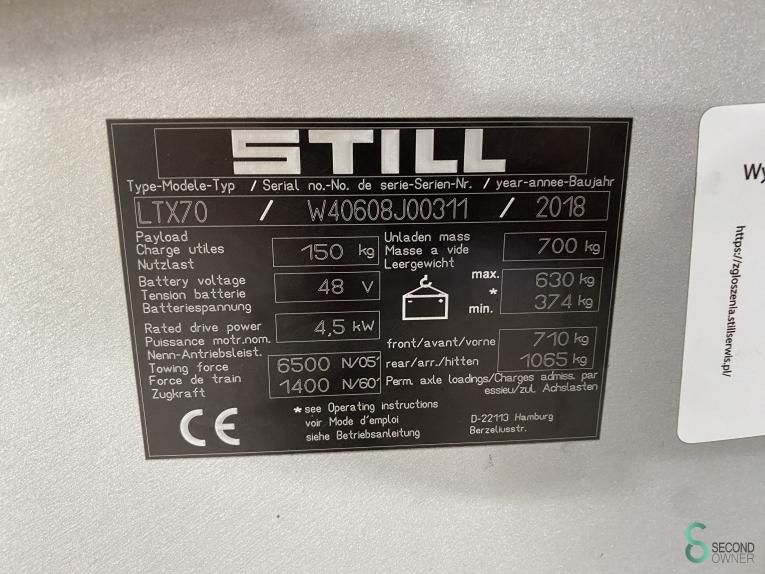 STILL
Type-Modele-Typ / Serial no.-No. de serie-Serien-Nr. / year-annee-Baujahr
LTX70 / W40608J00311 / 2018
Payload
Charge utiles
Nutzlast
150 kg
Unladen mass
Masse a vide
Leergewicht
700 kg
Battery voltage
Tension batterie
Batteriespannung
48 V
max. 630 kg
*
min. 374 kg
Rated drive power
Puissance motr.nom.
Nenn-Antriebsleist.
4,5 kW
front/avant/vorne 710 kg
rear/arr./hitten 1065 kg
Towing force
Force de train
Zugkraft
6500 N/05'
1400 N/60'
Perm. axle loadings/Charges admiss. par
essieu/zul. Achslasten
* see Operating instructions
voir Mode d'emploi
siehe Betriebsanleitung
CE
D-22113 Hamburg
Berzeliusstr.
Wy
https://zgloszenia.stillserwis.pl/
SECOND
OWNER